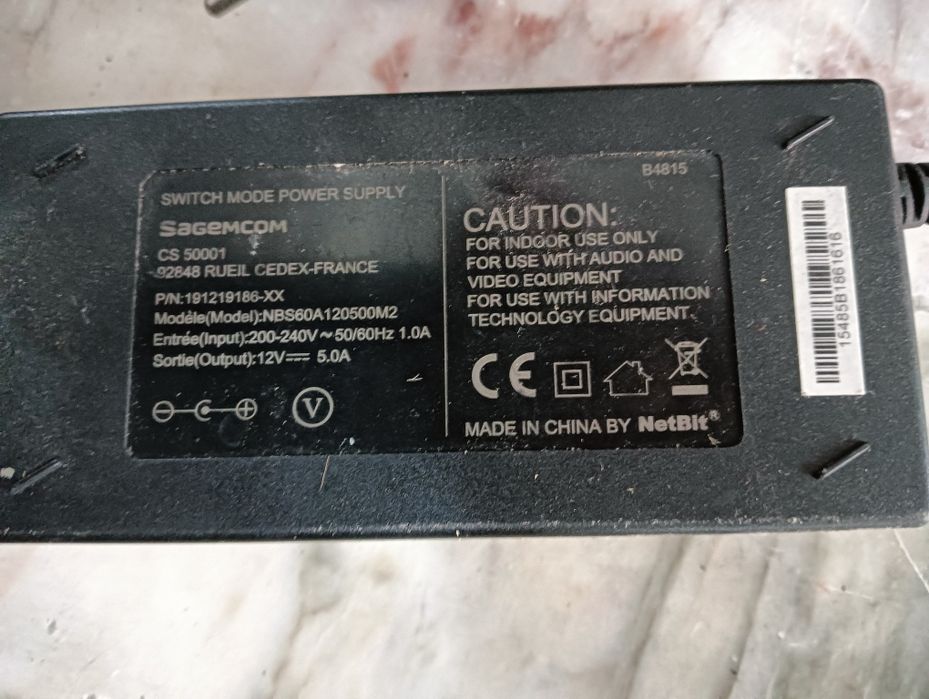 SWITCH MODE POWER SUPPLY
SAGEMCOM
CS 50001
92848 RUEIL CEDEX-FRANCE
P/N:191219186-XX
Modèle(Model):NBS60A120500M2
Entrée(Input):200-240V~50/60Hz 1.0A
Sortie(Output):12V⎓ 5.0A
V
B4815
CAUTION:
FOR INDOOR USE ONLY
FOR USE WITH AUDIO AND
VIDEO EQUIPMENT
FOR USE WITH INFORMATION
TECHNOLOGY EQUIPMENT.
CE
MADE IN CHINA BY NetBit®
15485B1861616